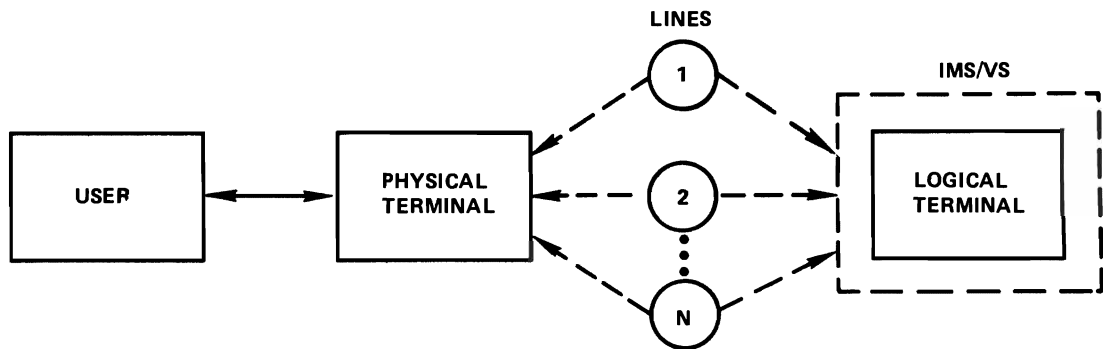 LINES
1
IMS/VS
USER
PHYSICAL
TERMINAL
2
LOGICAL
TERMINAL
N